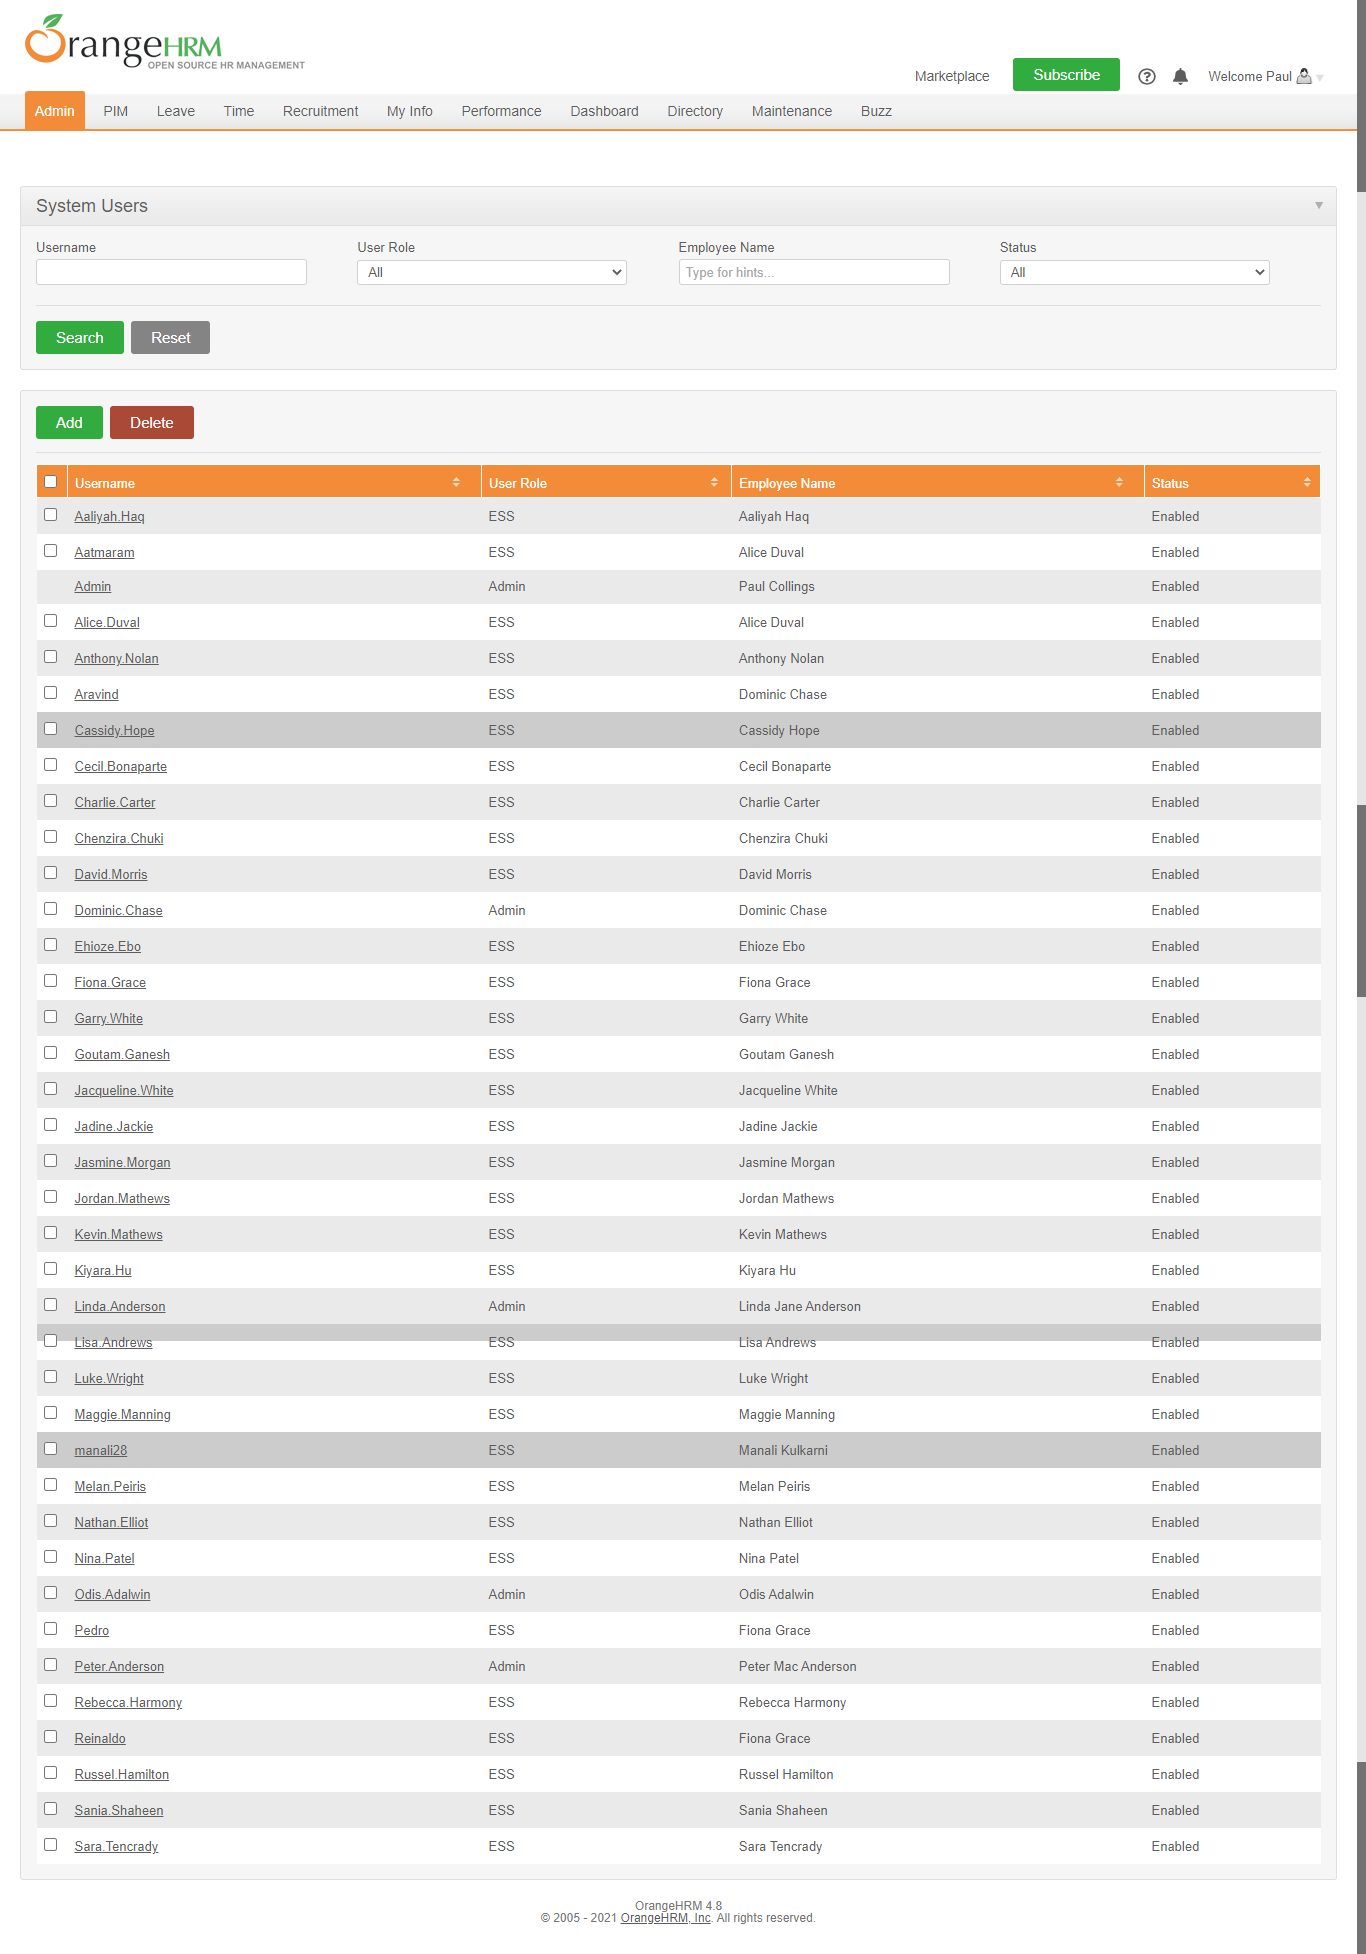 OrangeHRM
OPEN SOURCE HR MANAGEMENT
Marketplace Subscribe Welcome Paul
Admin PIM Leave Time Recruitment My Info Performance Dashboard Directory Maintenance Buzz
System Users
Username User Role Employee Name Status
All Type for hints... All
Search Reset
Add Delete
Username User Role Employee Name Status
Aaliyah.Haq ESS Aaliyah Haq Enabled
Aatmaram ESS Alice Duval Enabled
Admin Admin Paul Collings Enabled
Alice.Duval ESS Alice Duval Enabled
Anthony.Nolan ESS Anthony Nolan Enabled
Aravind ESS Dominic Chase Enabled
Cassidy.Hope ESS Cassidy Hope Enabled
Cecil.Bonaparte ESS Cecil Bonaparte Enabled
Charlie.Carter ESS Charlie Carter Enabled
Chenzira.Chuki ESS Chenzira Chuki Enabled
David.Morris ESS David Morris Enabled
Dominic.Chase Admin Dominic Chase Enabled
Ehioze.Ebo ESS Ehioze Ebo Enabled
Fiona.Grace ESS Fiona Grace Enabled
Garry.White ESS Garry White Enabled
Goutam.Ganesh ESS Goutam Ganesh Enabled
Jacqueline.White ESS Jacqueline White Enabled
Jadine.Jackie ESS Jadine Jackie Enabled
Jasmine.Morgan ESS Jasmine Morgan Enabled
Jordan.Mathews ESS Jordan Mathews Enabled
Kevin.Mathews ESS Kevin Mathews Enabled
Kiyara.Hu ESS Kiyara Hu Enabled
Linda.Anderson Admin Linda Jane Anderson Enabled
Lisa.Andrews ESS Lisa Andrews Enabled
Luke.Wright ESS Luke Wright Enabled
Maggie.Manning ESS Maggie Manning Enabled
manali28 ESS Manali Kulkarni Enabled
Melan.Peiris ESS Melan Peiris Enabled
Nathan.Elliot ESS Nathan Elliot Enabled
Nina.Patel ESS Nina Patel Enabled
Odis.Adalwin Admin Odis Adalwin Enabled
Pedro ESS Fiona Grace Enabled
Peter.Anderson Admin Peter Mac Anderson Enabled
Rebecca.Harmony ESS Rebecca Harmony Enabled
Reinaldo ESS Fiona Grace Enabled
Russel.Hamilton ESS Russel Hamilton Enabled
Sania.Shaheen ESS Sania Shaheen Enabled
Sara.Tencrady ESS Sara Tencrady Enabled
OrangeHRM 4.8
© 2005 - 2021 OrangeHRM, Inc. All rights reserved.